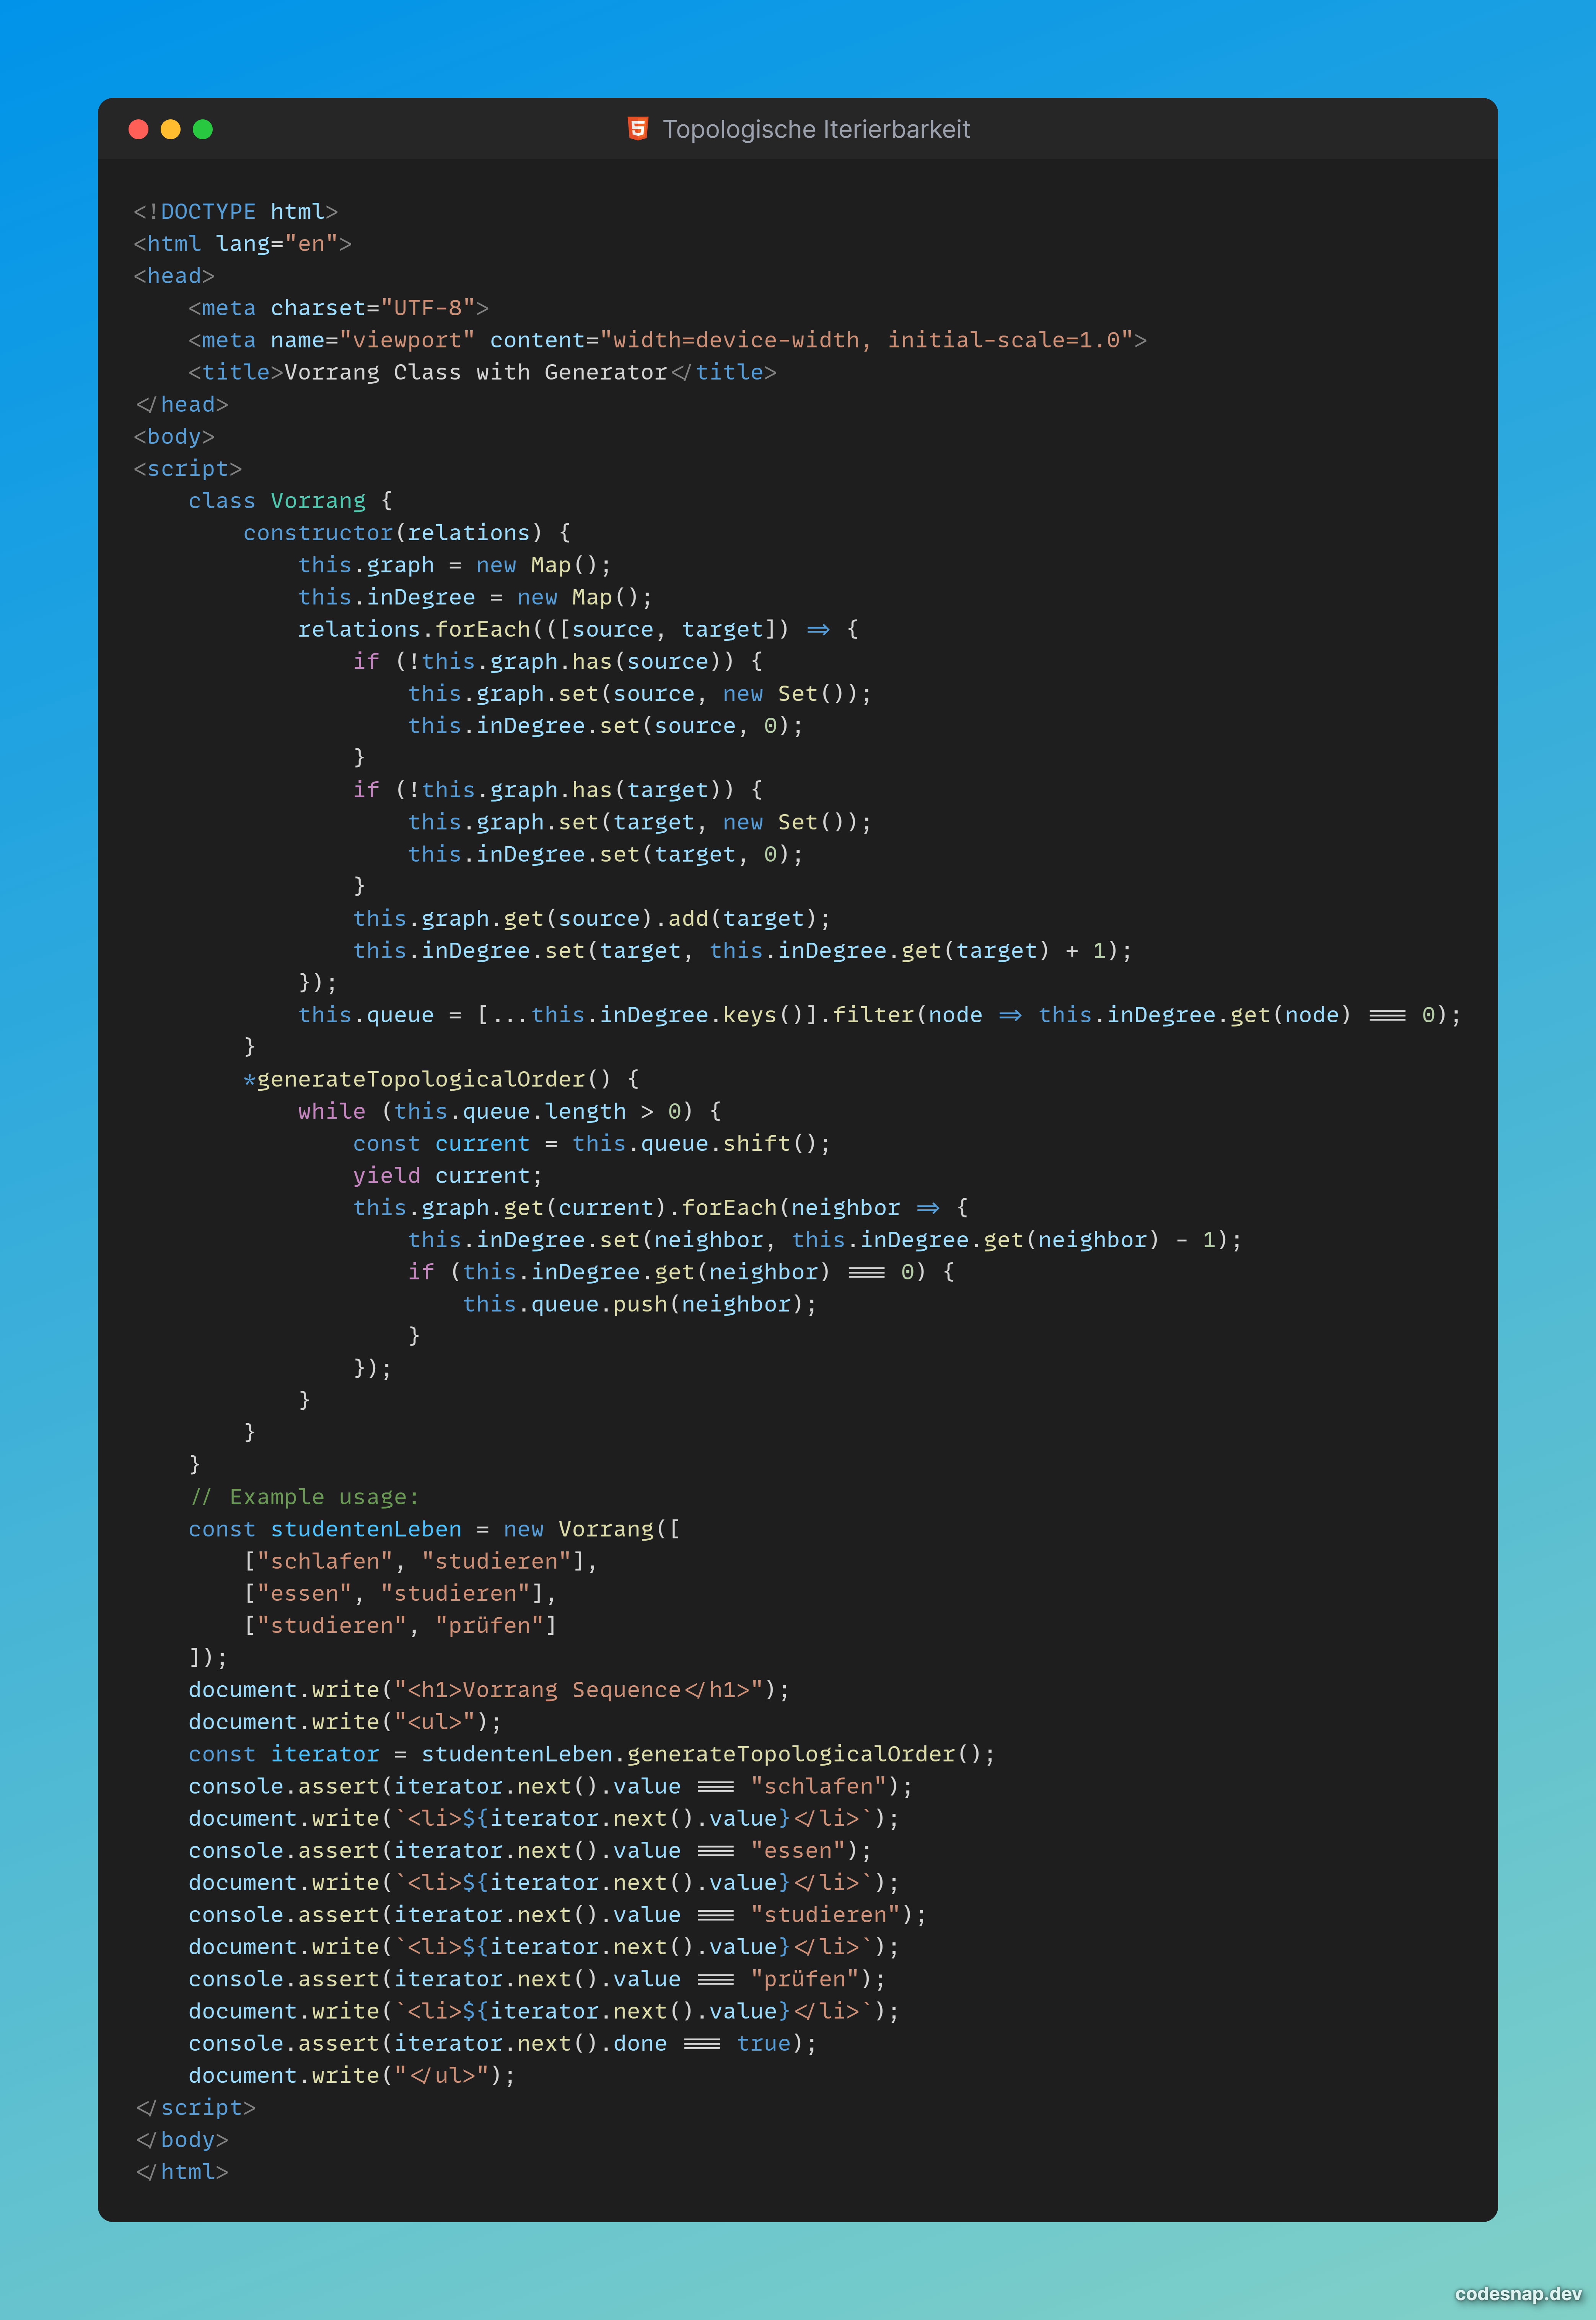 Topologische Iterierbarkeit
<!DOCTYPE html>
<html lang="en">
<head>
    <meta charset="UTF-8">
    <meta name="viewport" content="width=device-width, initial-scale=1.0">
    <title>Vorrang Class with Generator</title>
</head>
<body>
<script>
    class Vorrang {
        constructor(relations) {
            this.graph = new Map();
            this.inDegree = new Map();
            relations.forEach(([source, target]) => {
                if (!this.graph.has(source)) {
                    this.graph.set(source, new Set());
                    this.inDegree.set(source, 0);
                }
                if (!this.graph.has(target)) {
                    this.graph.set(target, new Set());
                    this.inDegree.set(target, 0);
                }
                this.graph.get(source).add(target);
                this.inDegree.set(target, this.inDegree.get(target) + 1);
            });
            this.queue = [...this.inDegree.keys()].filter(node => this.inDegree.get(node) === 0);
        }
        *generateTopologicalOrder() {
            while (this.queue.length > 0) {
                const current = this.queue.shift();
                yield current;
                this.graph.get(current).forEach(neighbor => {
                    this.inDegree.set(neighbor, this.inDegree.get(neighbor) - 1);
                    if (this.inDegree.get(neighbor) === 0) {
                        this.queue.push(neighbor);
                    }
                });
            }
        }
    }
    // Example usage:
    const studentenLeben = new Vorrang([
        ["schlafen", "studieren"],
        ["essen", "studieren"],
        ["studieren", "prüfen"]
    ]);
    document.write("<h1>Vorrang Sequence</h1>");
    document.write("<ul>");
    const iterator = studentenLeben.generateTopologicalOrder();
    console.assert(iterator.next().value === "schlafen");
    document.write(`<li>${iterator.next().value}</li>`);
    console.assert(iterator.next().value === "essen");
    document.write(`<li>${iterator.next().value}</li>`);
    console.assert(iterator.next().value === "studieren");
    document.write(`<li>${iterator.next().value}</li>`);
    console.assert(iterator.next().value === "prüfen");
    document.write(`<li>${iterator.next().value}</li>`);
    console.assert(iterator.next().done === true);
    document.write("</ul>");
</script>
</body>
</html>
codesnap.dev